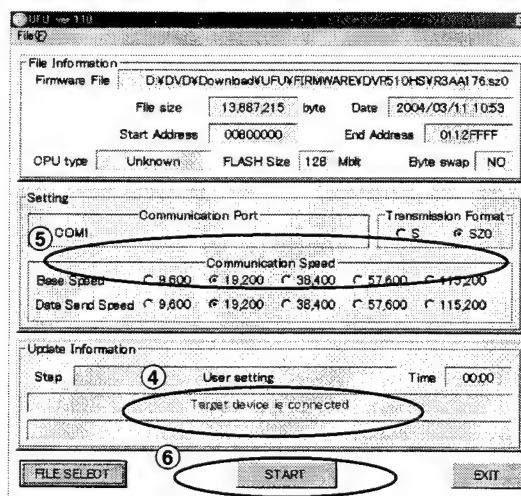 UFU ver 1.10
File(F)
File Information
Firmware File D:¥DVD¥Download¥UFU¥FIRMWARE¥DVR510HS¥R3AA176.sz0
File size 13,887,215 byte Date 2004/03/11 10:53
Start Address 00800000 End Address 0112FFFF
CPU type Unknown FLASH Size 128 Mbit Byte swap NO
Setting
Communication Port Transmission Format
⑤ COM1 S SZ0
Communication Speed
Base Speed 9,600 19,200 38,400 57,600 115,200
Data Send Speed 9,600 19,200 38,400 57,600 115,200
Update Information
Step ④ User setting Time 00:00
Target device is connected
⑥
FILE SELECT START EXIT